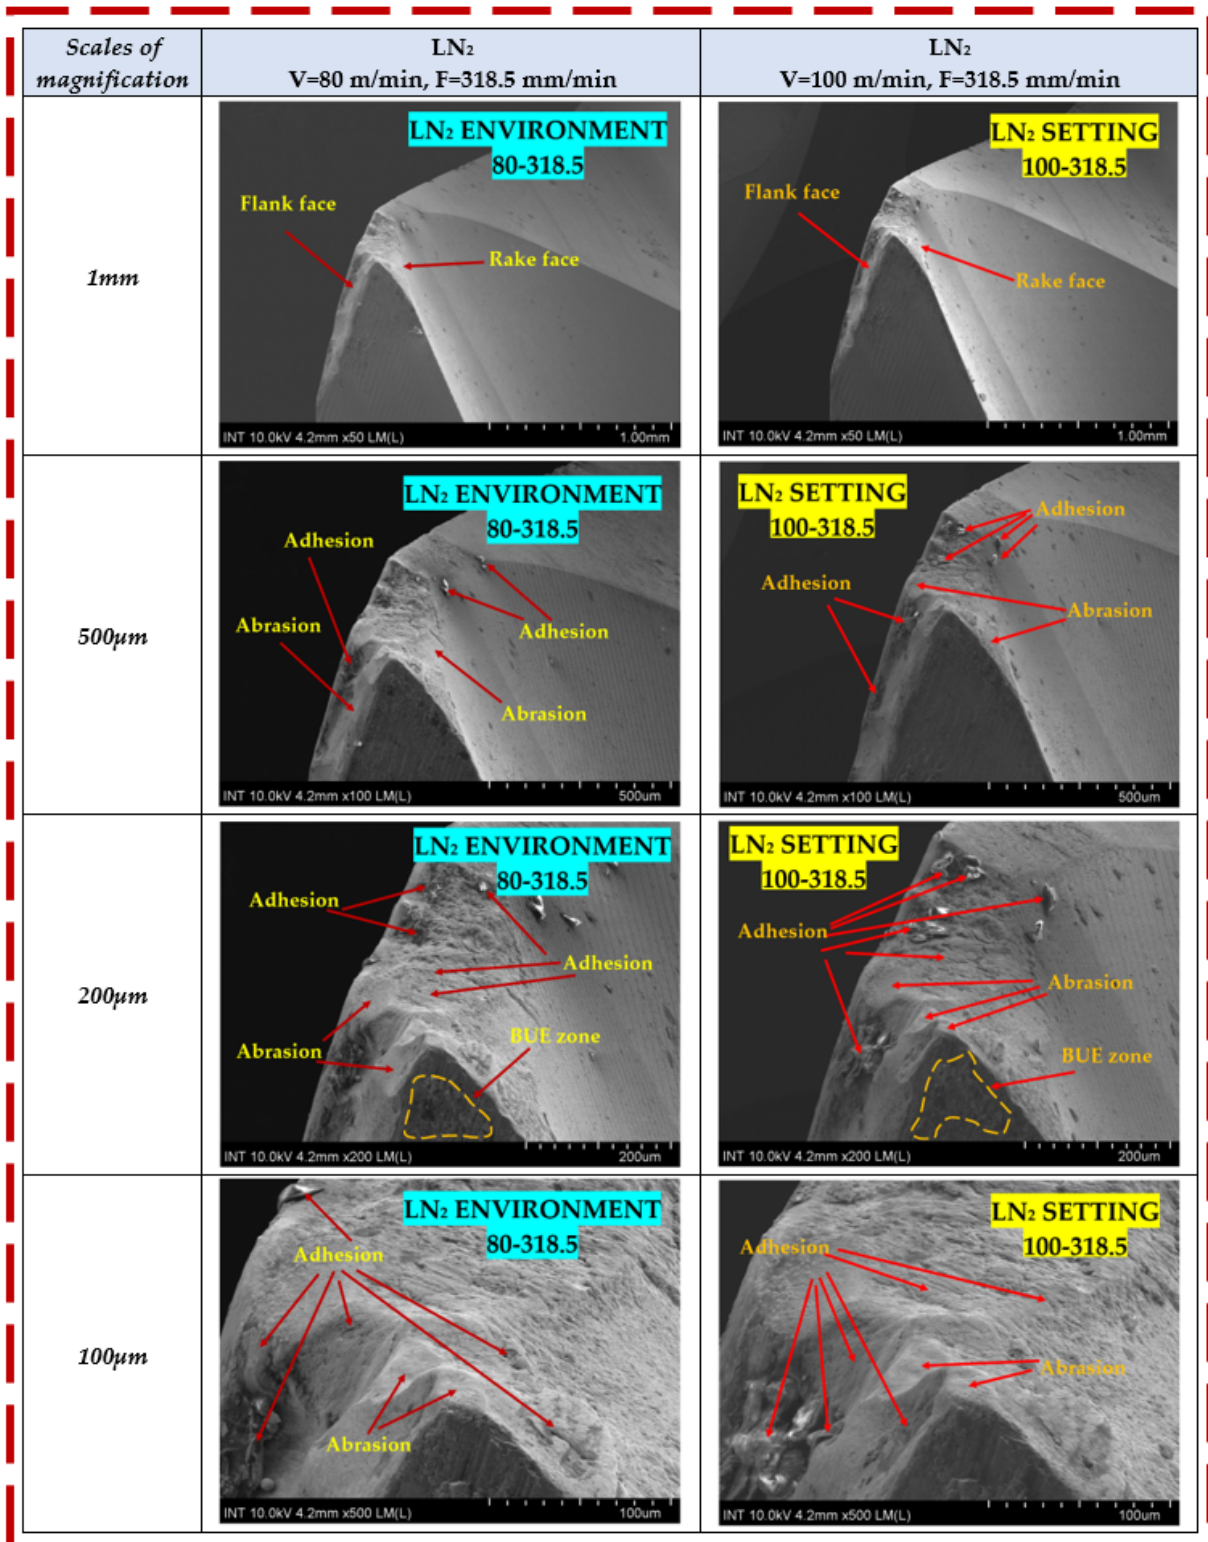 Scales of
magnification
LN₂
V=80 m/min, F=318.5 mm/min
LN₂
V=100 m/min, F=318.5 mm/min
1mm
LN₂ ENVIRONMENT
80-318.5
Flank face
Rake face
INT 10.0kV 4.2mm x50 LM(L)
1.00mm
LN₂ SETTING
100-318.5
Flank face
Rake face
INT 10.0kV 4.2mm x50 LM(L)
1.00mm
500µm
LN₂ ENVIRONMENT
80-318.5
Adhesion
Abrasion
Adhesion
Abrasion
INT 10.0kV 4.2mm x100 LM(L)
500um
LN₂ SETTING
100-318.5
Adhesion
Adhesion
Abrasion
INT 10.0kV 4.2mm x100 LM(L)
500um
200µm
LN₂ ENVIRONMENT
80-318.5
Adhesion
Adhesion
BUE zone
Abrasion
INT 10.0kV 4.2mm x200 LM(L)
200um
LN₂ SETTING
100-318.5
Adhesion
Abrasion
BUE zone
INT 10.0kV 4.2mm x200 LM(L)
200um
100µm
LN₂ ENVIRONMENT
80-318.5
Adhesion
Abrasion
INT 10.0kV 4.2mm x500 LM(L)
100um
LN₂ SETTING
100-318.5
Adhesion
Abrasion
INT 10.0kV 4.2mm x500 LM(L)
100um